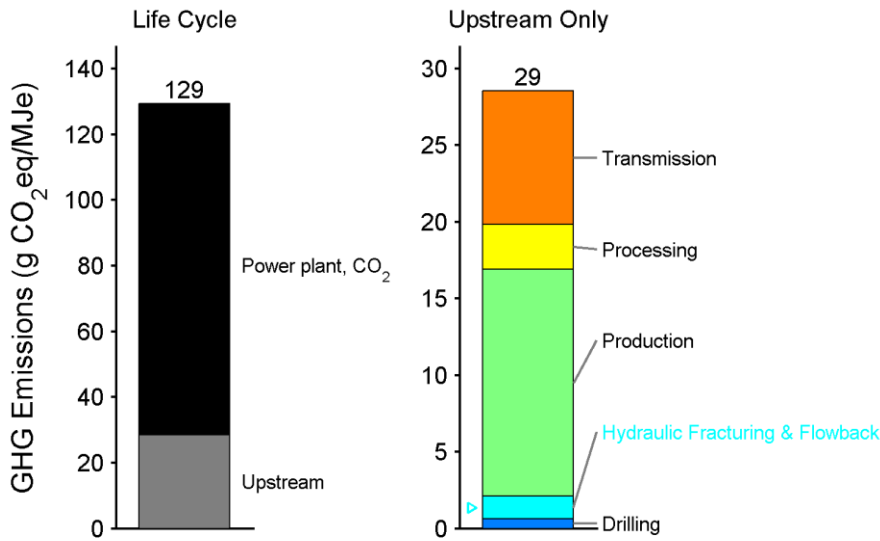 Life Cycle
Upstream Only
GHG Emissions (g CO2eq/MJe)
140
120
100
80
60
40
20
0
129
Power plant, CO2
Upstream
30
25
20
15
10
5
0
29
Transmission
Processing
Production
Hydraulic Fracturing & Flowback
Drilling